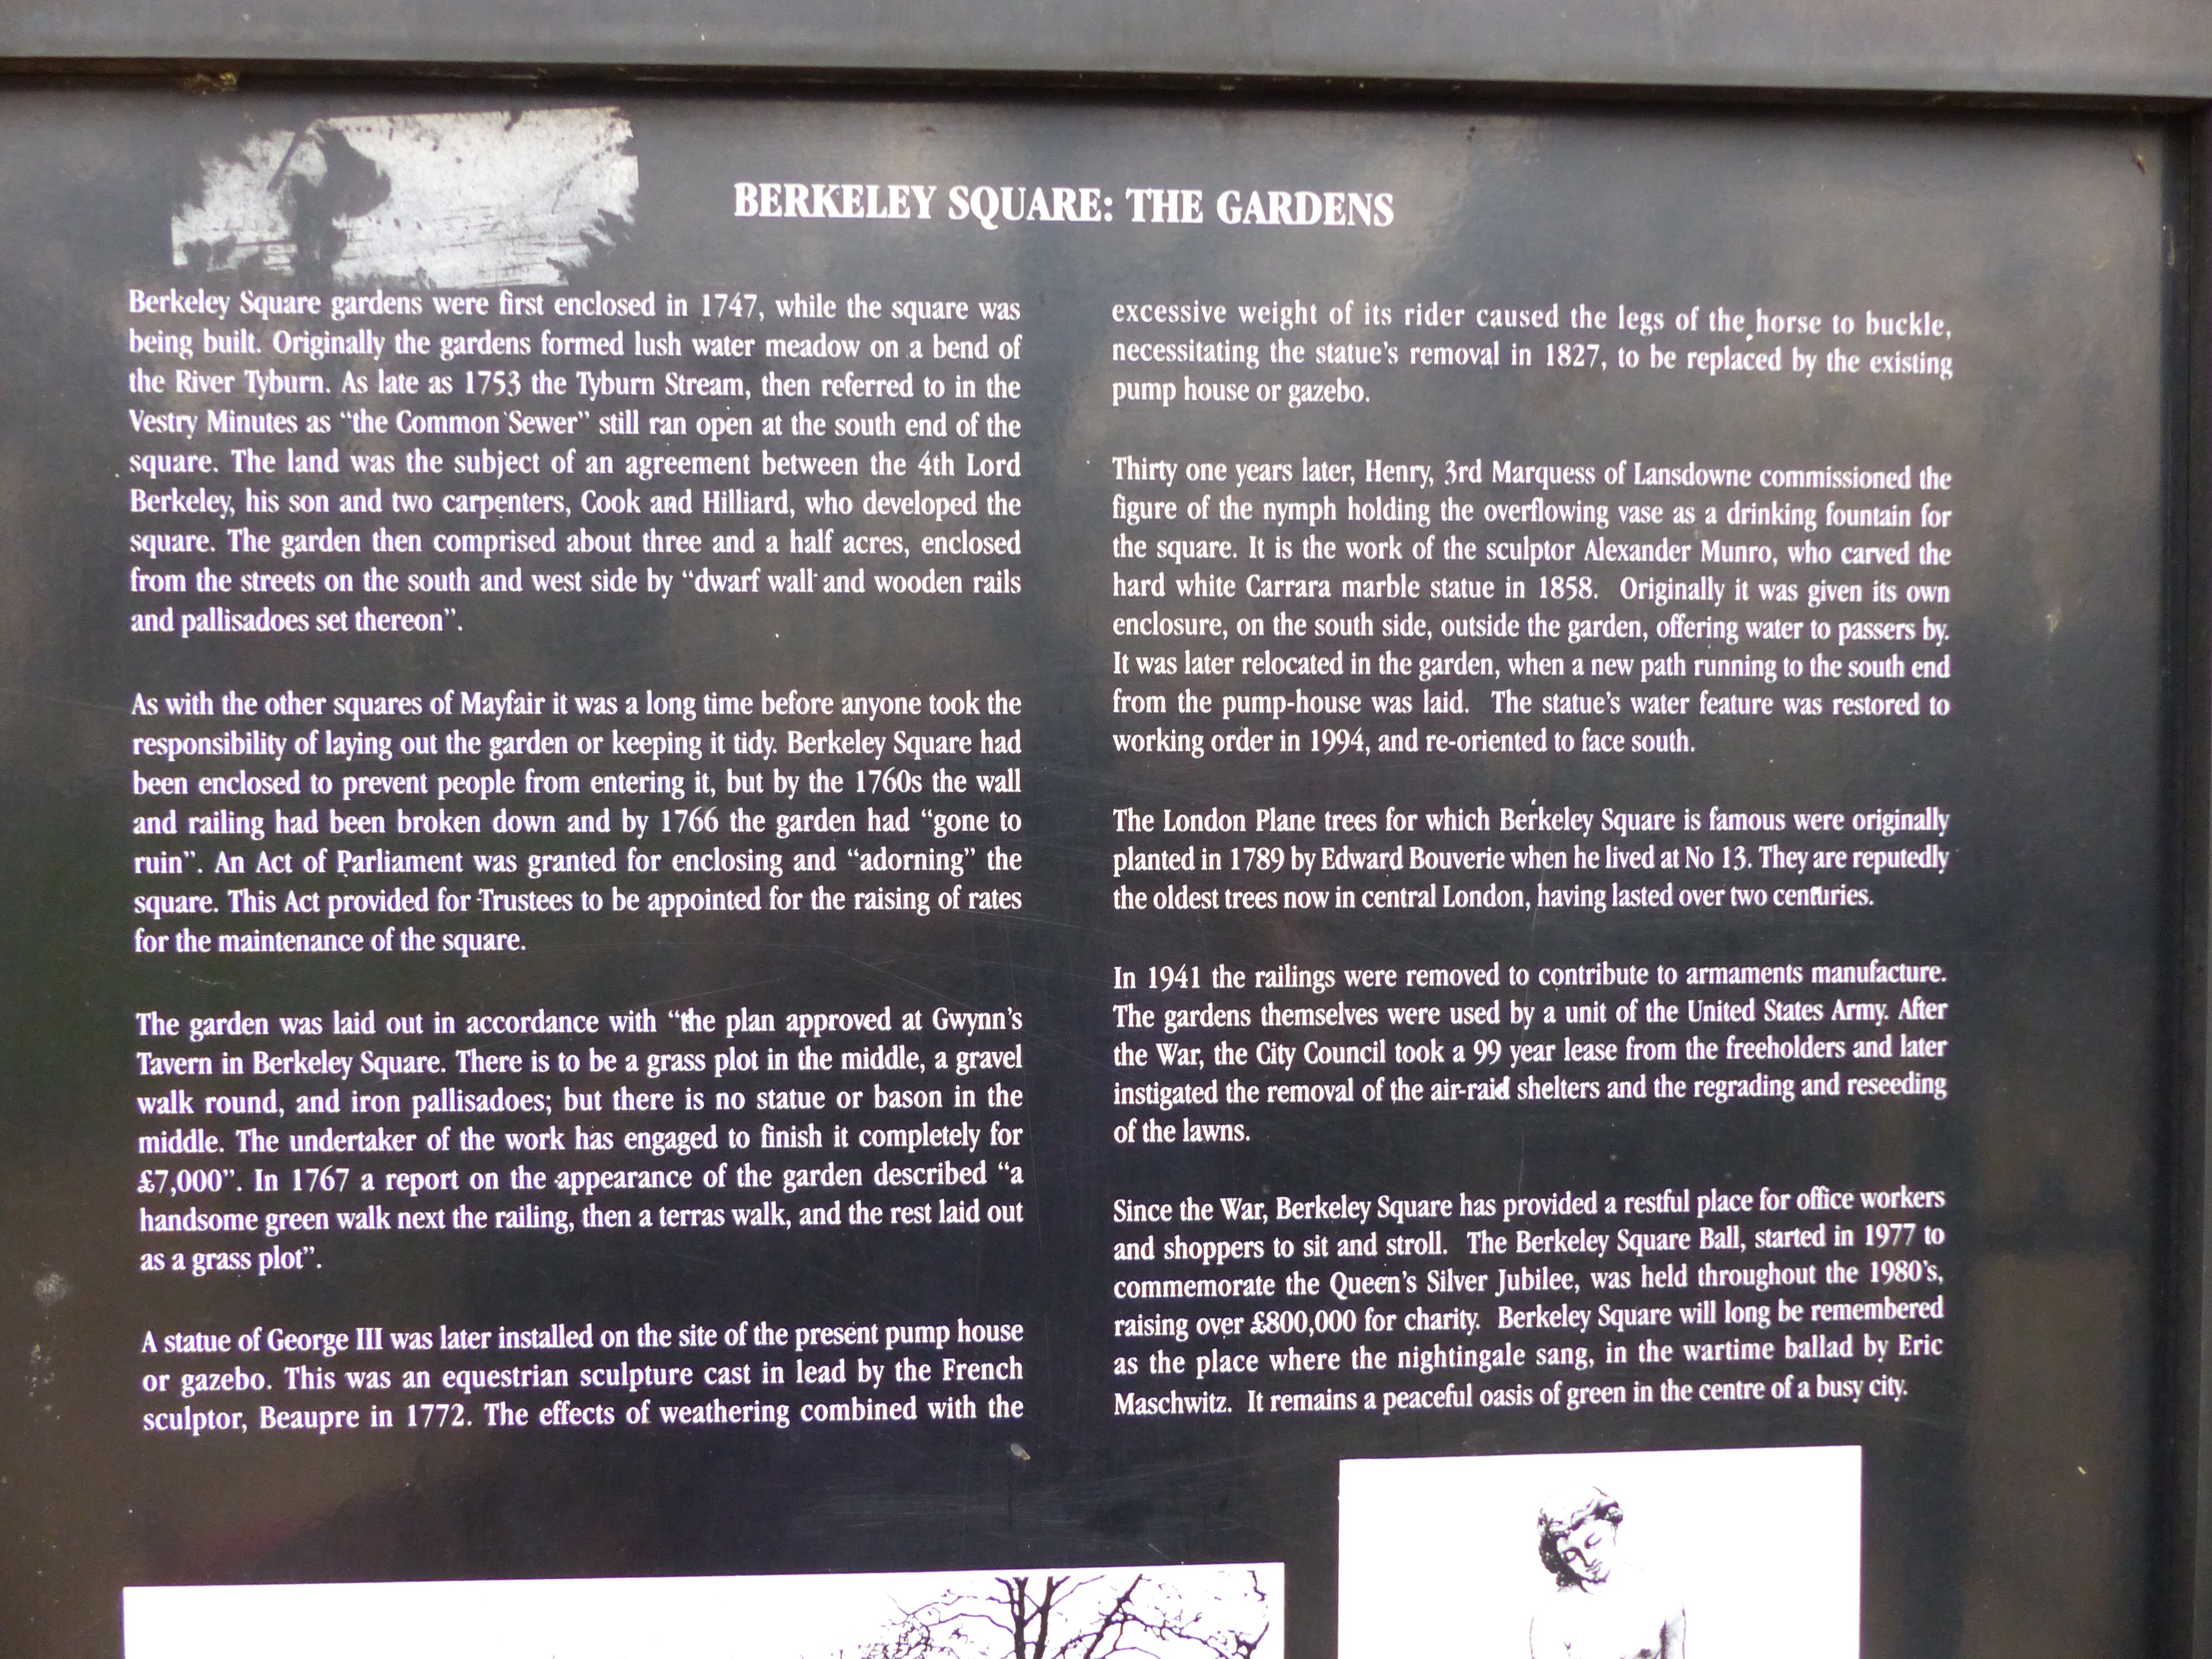 BERKELEY SQUARE: THE GARDENS
Berkeley Square gardens were first enclosed in 1747, while the square was
being built. Originally the gardens formed lush water meadow on a bend of
the River Tyburn. As late as 1753 the Tyburn Stream, then referred to in the
Vestry Minutes as “the Common Sewer” still ran open at the south end of the
square. The land was the subject of an agreement between the 4th Lord
Berkeley, his son and two carpenters, Cook and Hilliard, who developed the
square. The garden then comprised about three and a half acres, enclosed
from the streets on the south and west side by “dwarf wall and wooden rails
and pallisadoes set thereon”.
As with the other squares of Mayfair it was a long time before anyone took the
responsibility of laying out the garden or keeping it tidy. Berkeley Square had
been enclosed to prevent people from entering it, but by the 1760s the wall
and railing had been broken down and by 1766 the garden had “gone to
ruin”. An Act of Parliament was granted for enclosing and “adorning” the
square. This Act provided for Trustees to be appointed for the raising of rates
for the maintenance of the square.
The garden was laid out in accordance with “the plan approved at Gwynn’s
Tavern in Berkeley Square. There is to be a grass plot in the middle, a gravel
walk round, and iron pallisadoes; but there is no statue or bason in the
middle. The undertaker of the work has engaged to finish it completely for
£7,000”. In 1767 a report on the appearance of the garden described “a
handsome green walk next the railing, then a terras walk, and the rest laid out
as a grass plot”.
A statue of George III was later installed on the site of the present pump house
or gazebo. This was an equestrian sculpture cast in lead by the French
sculptor, Beaupre in 1772. The effects of weathering combined with the
excessive weight of its rider caused the legs of the horse to buckle,
necessitating the statue’s removal in 1827, to be replaced by the existing
pump house or gazebo.
Thirty one years later, Henry, 3rd Marquess of Lansdowne commissioned the
figure of the nymph holding the overflowing vase as a drinking fountain for
the square. It is the work of the sculptor Alexander Munro, who carved the
hard white Carrara marble statue in 1858. Originally it was given its own
enclosure, on the south side, outside the garden, offering water to passers by.
It was later relocated in the garden, when a new path running to the south end
from the pump-house was laid. The statue’s water feature was restored to
working order in 1994, and re-oriented to face south.
The London Plane trees for which Berkeley Square is famous were originally
planted in 1789 by Edward Bouverie when he lived at No 13. They are reputedly
the oldest trees now in central London, having lasted over two centuries.
In 1941 the railings were removed to contribute to armaments manufacture.
The gardens themselves were used by a unit of the United States Army. After
the War, the City Council took a 99 year lease from the freeholders and later
instigated the removal of the air-raid shelters and the regrading and reseeding
of the lawns.
Since the War, Berkeley Square has provided a restful place for office workers
and shoppers to sit and stroll. The Berkeley Square Ball, started in 1977 to
commemorate the Queen’s Silver Jubilee, was held throughout the 1980’s,
raising over £800,000 for charity. Berkeley Square will long be remembered
as the place where the nightingale sang, in the wartime ballad by Eric
Maschwitz. It remains a peaceful oasis of green in the centre of a busy city.